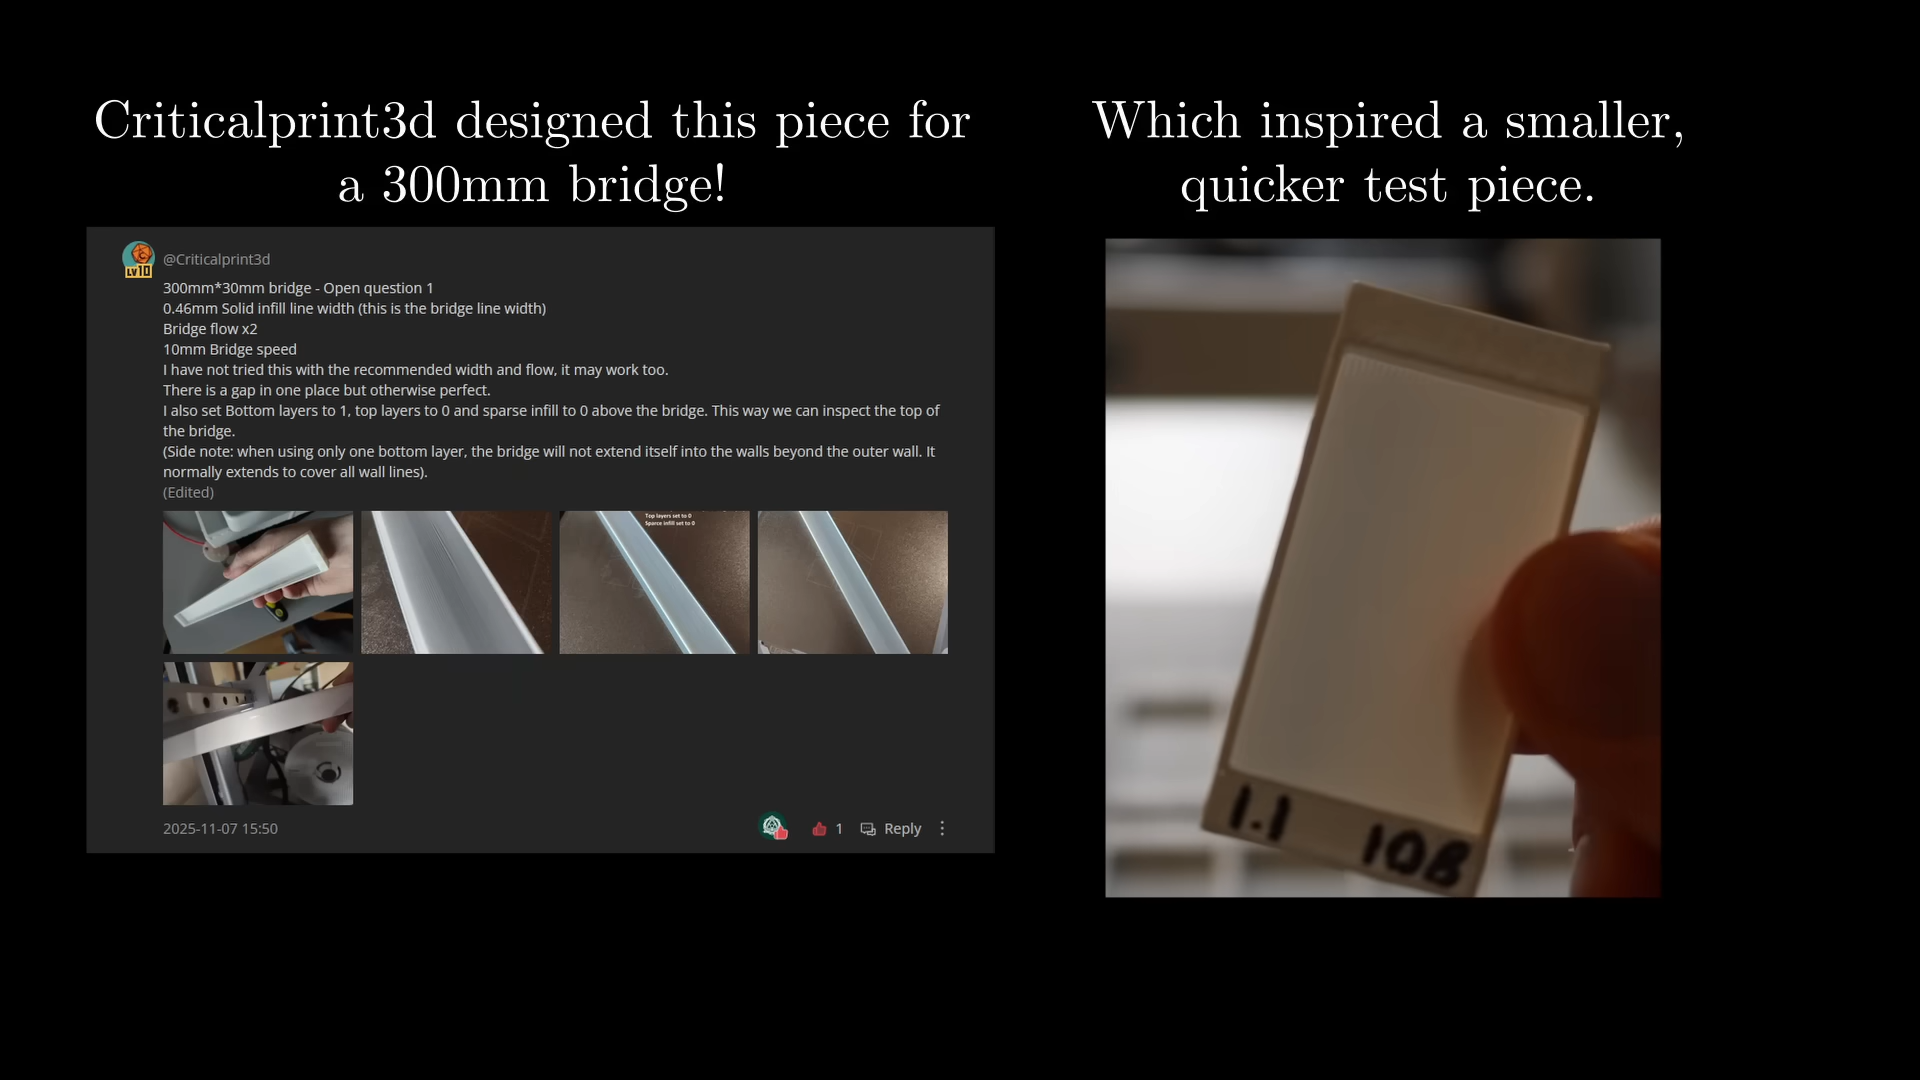 Criticalprint3d designed this piece for
a 300mm bridge!
Which inspired a smaller,
quicker test piece.
LV 10
@Criticalprint3d
300mm*30mm bridge - Open question 1
0.46mm Solid infill line width (this is the bridge line width)
Bridge flow x2
10mm Bridge speed
I have not tried this with the recommended width and flow, it may work too.
There is a gap in one place but otherwise perfect.
I also set Bottom layers to 1, top layers to 0 and sparse infill to 0 above the bridge. This way we can inspect the top of
the bridge.
(Side note: when using only one bottom layer, the bridge will not extend itself into the walls beyond the outer wall. It
normally extends to cover all wall lines).
(Edited)
Top layers set to 0
Sparce infill set to 0
2025-11-07 15:50
1
Reply
1.1 10B